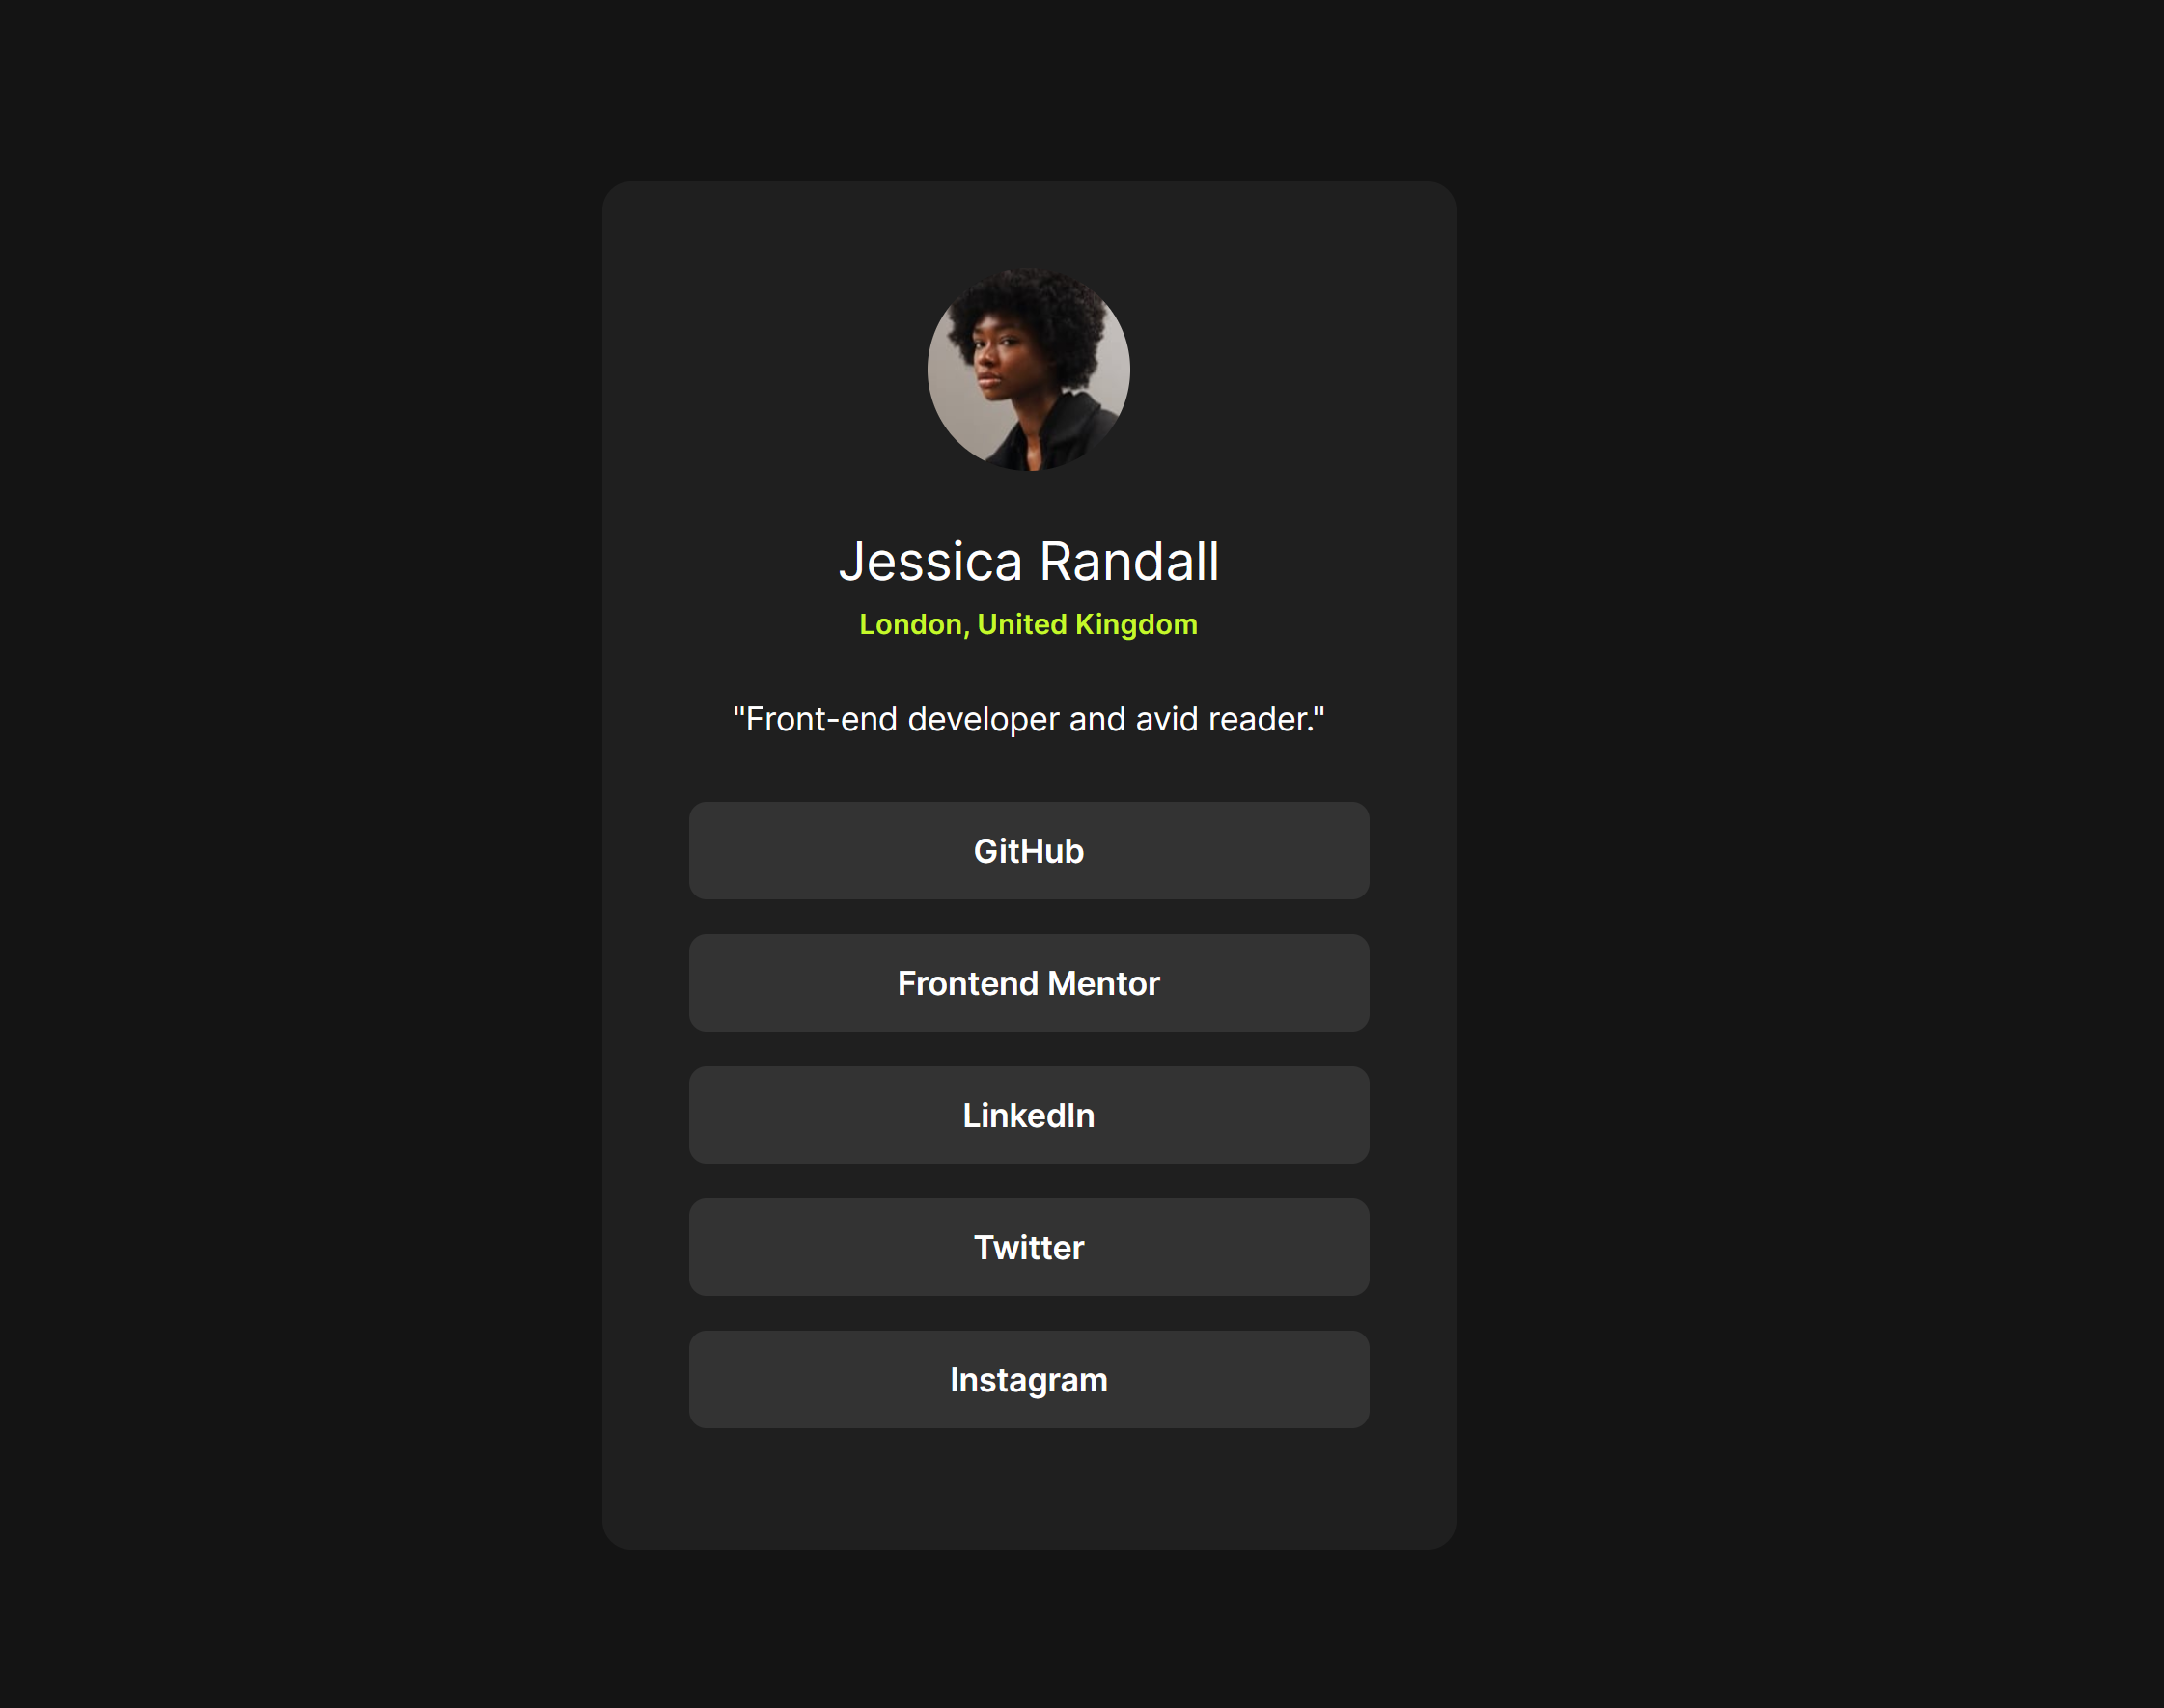 Jessica Randall
London, United Kingdom
"Front-end developer and avid reader."
GitHub
Frontend Mentor
LinkedIn
Twitter
Instagram